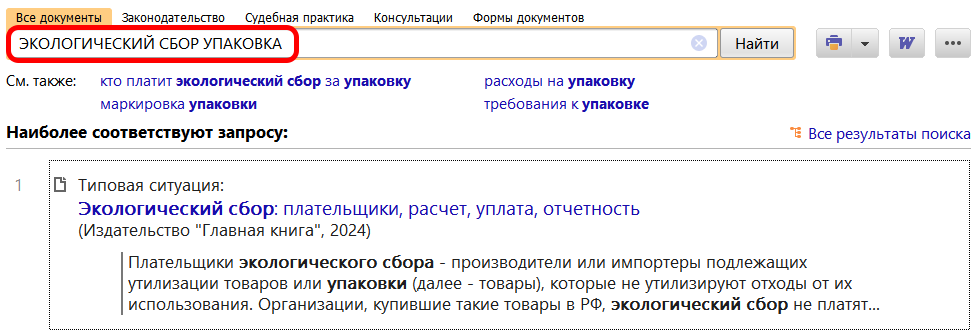 Все документы Законодательство Судебная практика Консультации Формы документов
ЭКОЛОГИЧЕСКИЙ СБОР УПАКОВКА Найти W
См. также: кто платит экологический сбор за упаковку расходы на упаковку
маркировка упаковки требования к упаковке
Наиболее соответствуют запросу: Все результаты поиска
1 Типовая ситуация:
Экологический сбор: плательщики, расчет, уплата, отчетность
(Издательство "Главная книга", 2024)
Плательщики экологического сбора - производители или импортеры подлежащих
утилизации товаров или упаковки (далее - товары), которые не утилизируют отходы от их
использования. Организации, купившие такие товары в РФ, экологический сбор не платят...